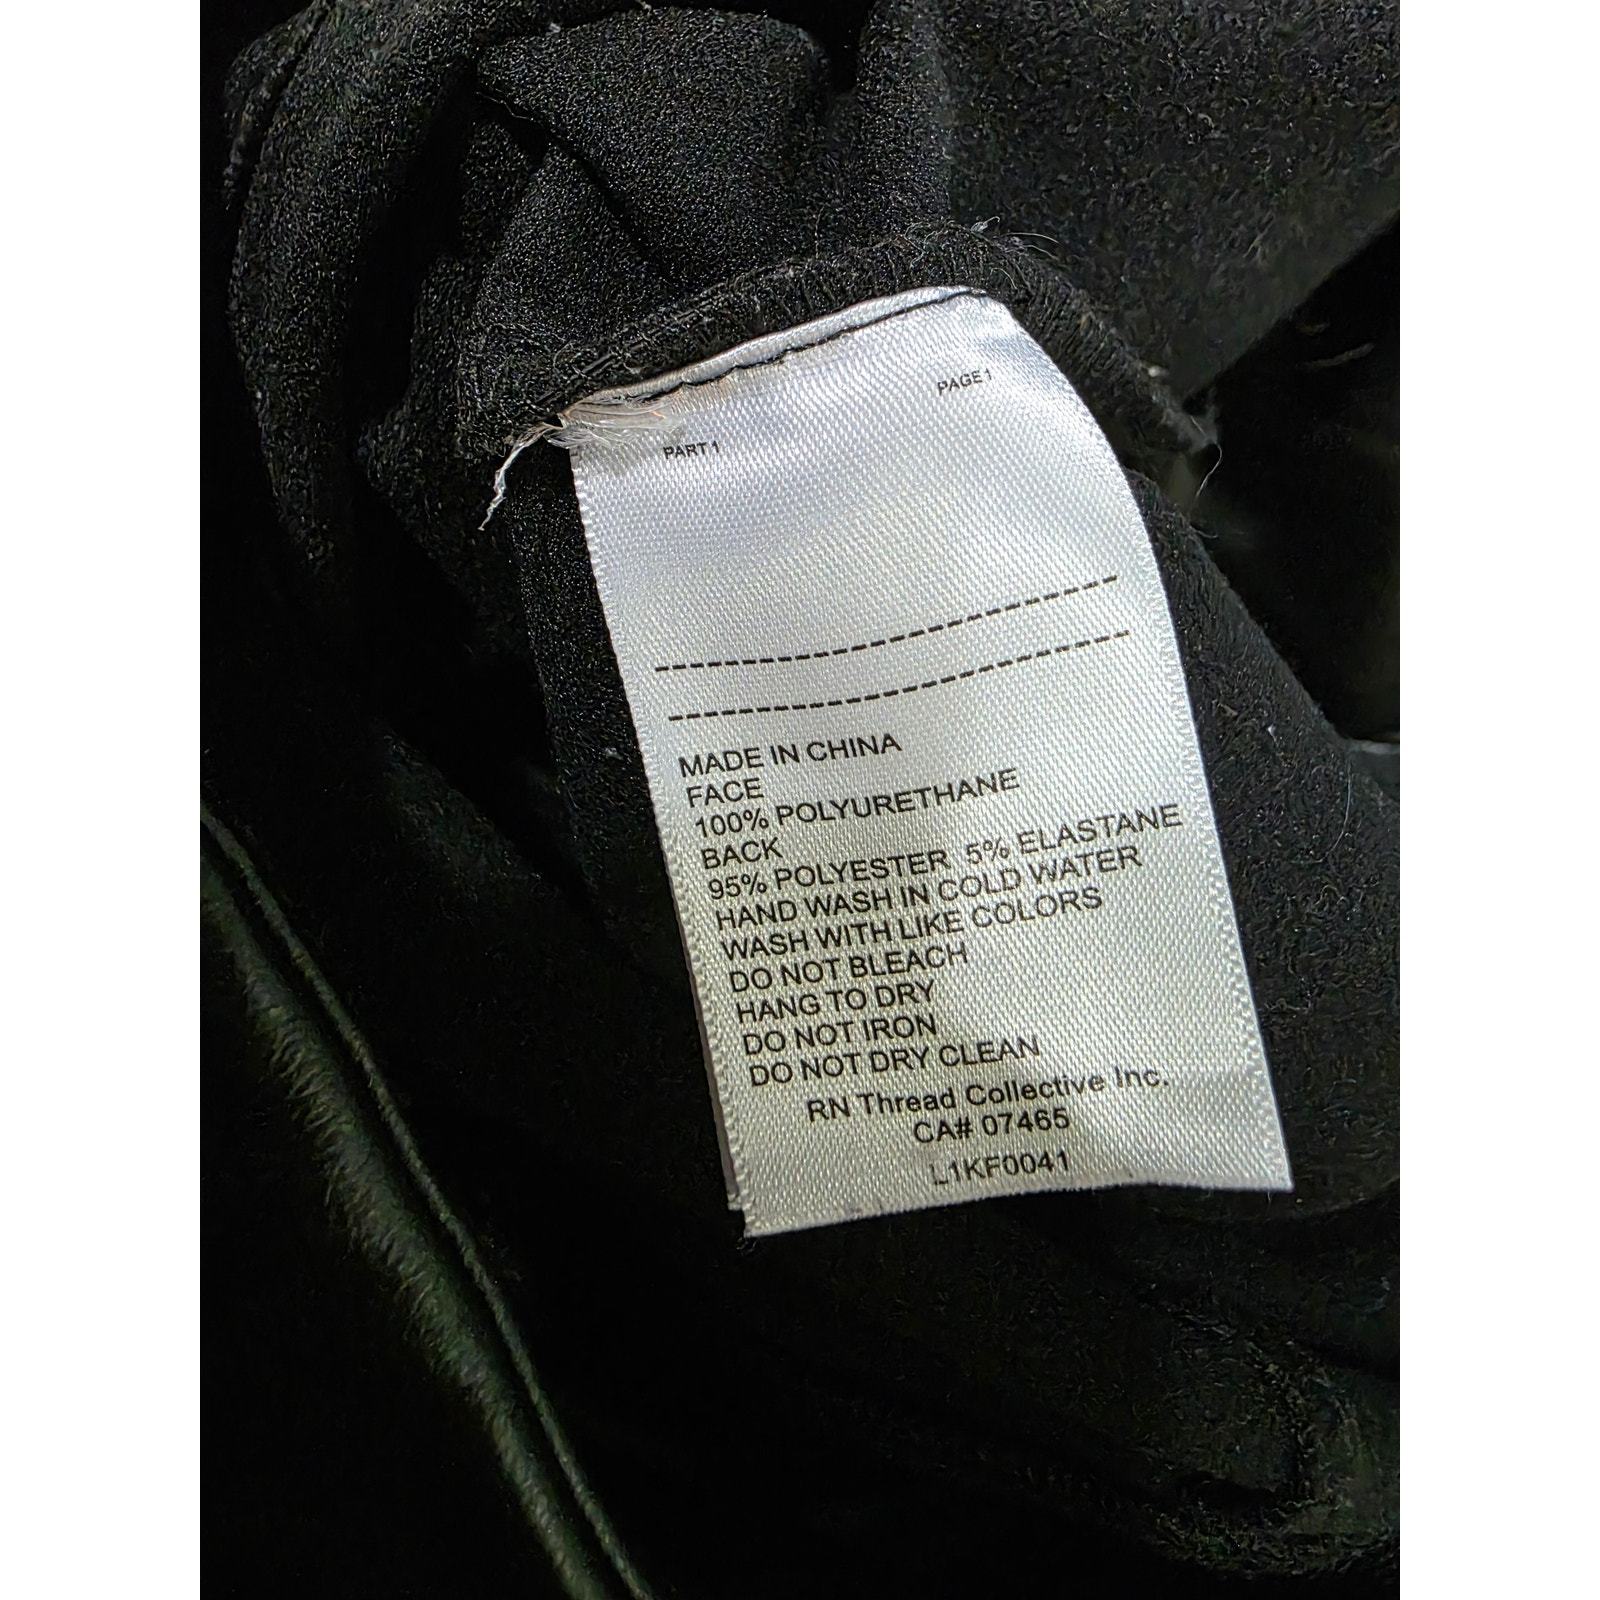 PAGE 1
PART 1
MADE IN CHINA
FACE
100% POLYURETHANE
BACK
95% POLYESTER 5% ELASTANE
HAND WASH IN COLD WATER
WASH WITH LIKE COLORS
DO NOT BLEACH
HANG TO DRY
DO NOT IRON
DO NOT DRY CLEAN
RN Thread Collective Inc.
CA# 07465
L1KF0041